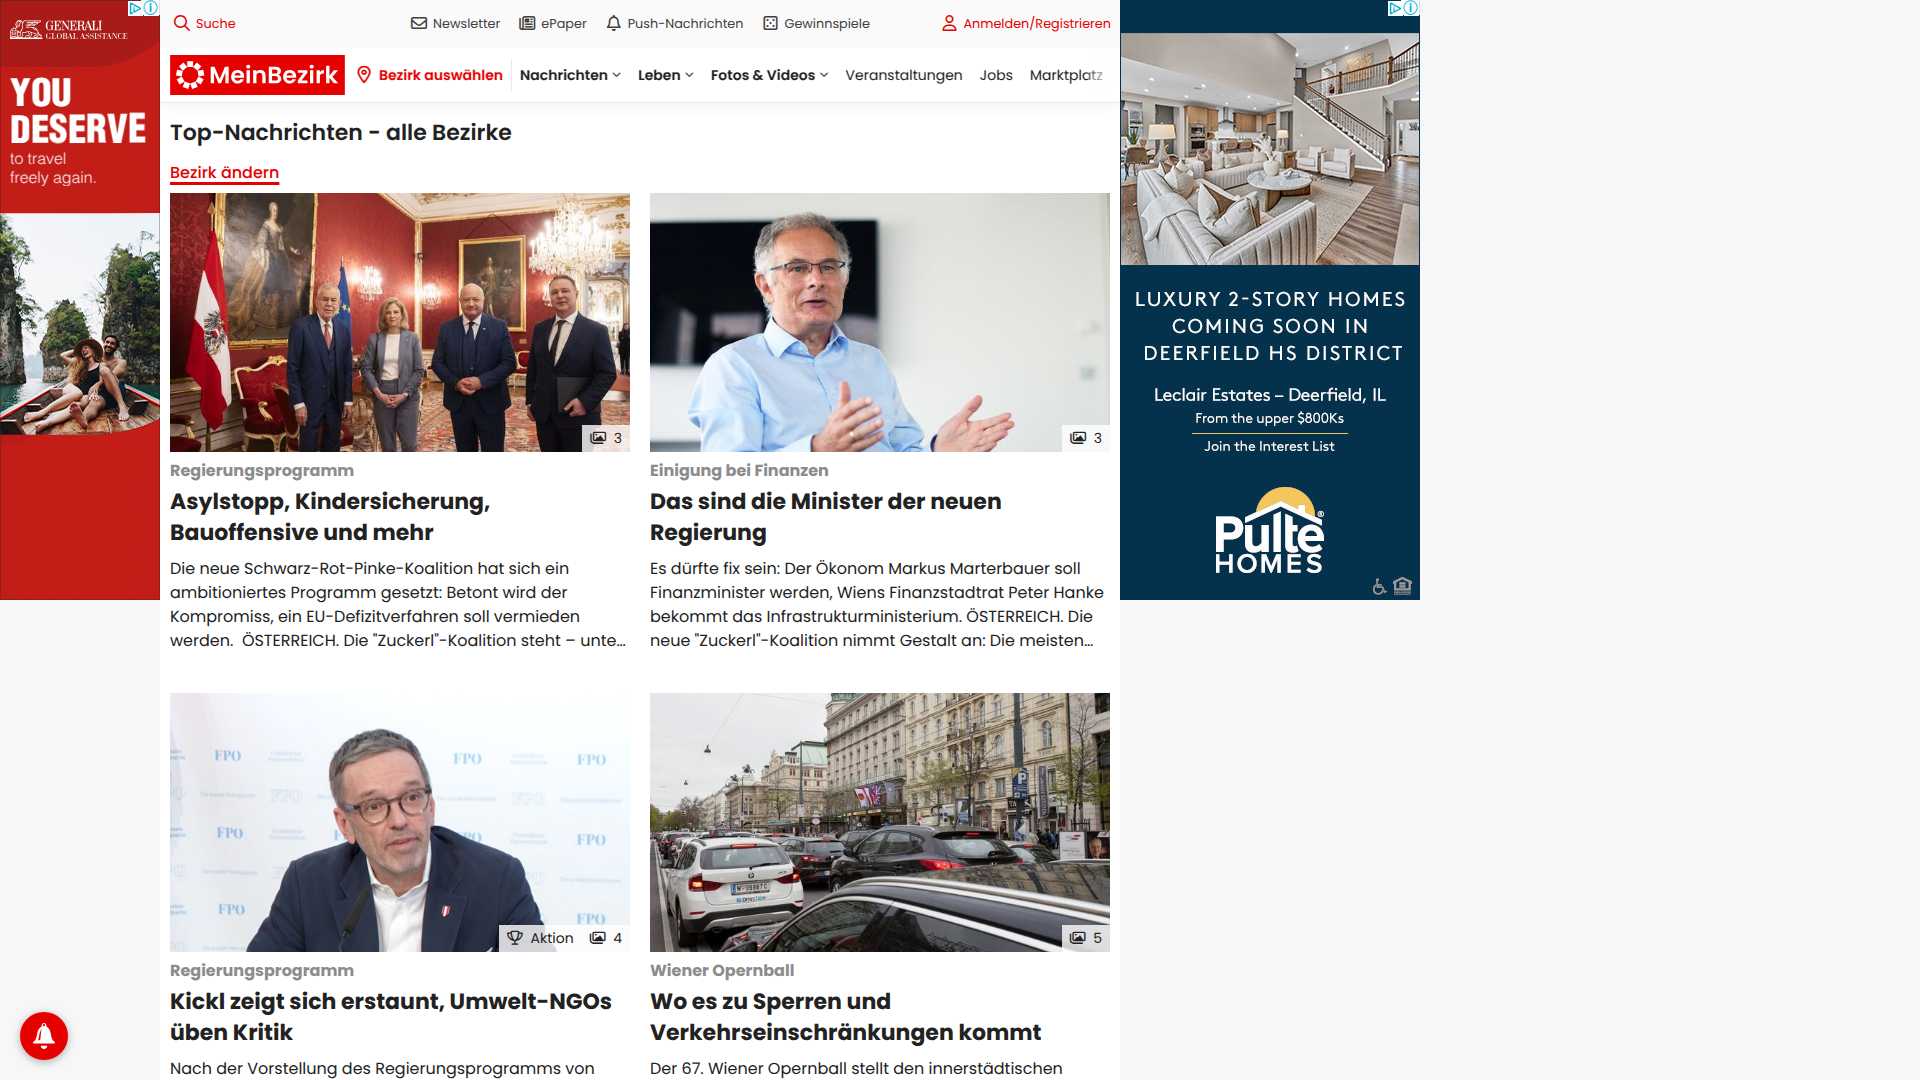 GENERALI
GLOBAL ASSISTANCE
YOU
DESERVE
to travel
freely again.
Suche
Newsletter
ePaper
Push-Nachrichten
Gewinnspiele
Anmelden/Registrieren
MeinBezirk
Bezirk auswählen
Nachrichten
Leben
Fotos & Videos
Veranstaltungen
Jobs
Marktplatz
Top-Nachrichten - alle Bezirke
Bezirk ändern
3
Regierungsprogramm
Asylstopp, Kindersicherung,
Bauoffensive und mehr
Die neue Schwarz-Rot-Pinke-Koalition hat sich ein
ambitioniertes Programm gesetzt: Betont wird der
Kompromiss, ein EU-Defizitverfahren soll vermieden
werden. ÖSTERREICH. Die "Zuckerl"-Koalition steht – unte...
3
Einigung bei Finanzen
Das sind die Minister der neuen
Regierung
Es dürfte fix sein: Der Ökonom Markus Marterbauer soll
Finanzminister werden, Wiens Finanzstadtrat Peter Hanke
bekommt das Infrastrukturministerium. ÖSTERREICH. Die
neue "Zuckerl"-Koalition nimmt Gestalt an: Die meisten...
FPO
FPO
FPO
FPO
FPO
FPO
FPO
Aktion
4
Regierungsprogramm
Kickl zeigt sich erstaunt, Umwelt-NGOs
üben Kritik
Nach der Vorstellung des Regierungsprogramms von
P
5
Wiener Opernball
Wo es zu Sperren und
Verkehrseinschränkungen kommt
Der 67. Wiener Opernball stellt den innerstädtischen
LUXURY 2-STORY HOMES
COMING SOON IN
DEERFIELD HS DISTRICT
Leclair Estates – Deerfield, IL
From the upper $800Ks
Join the Interest List
Pulte®
HOMES